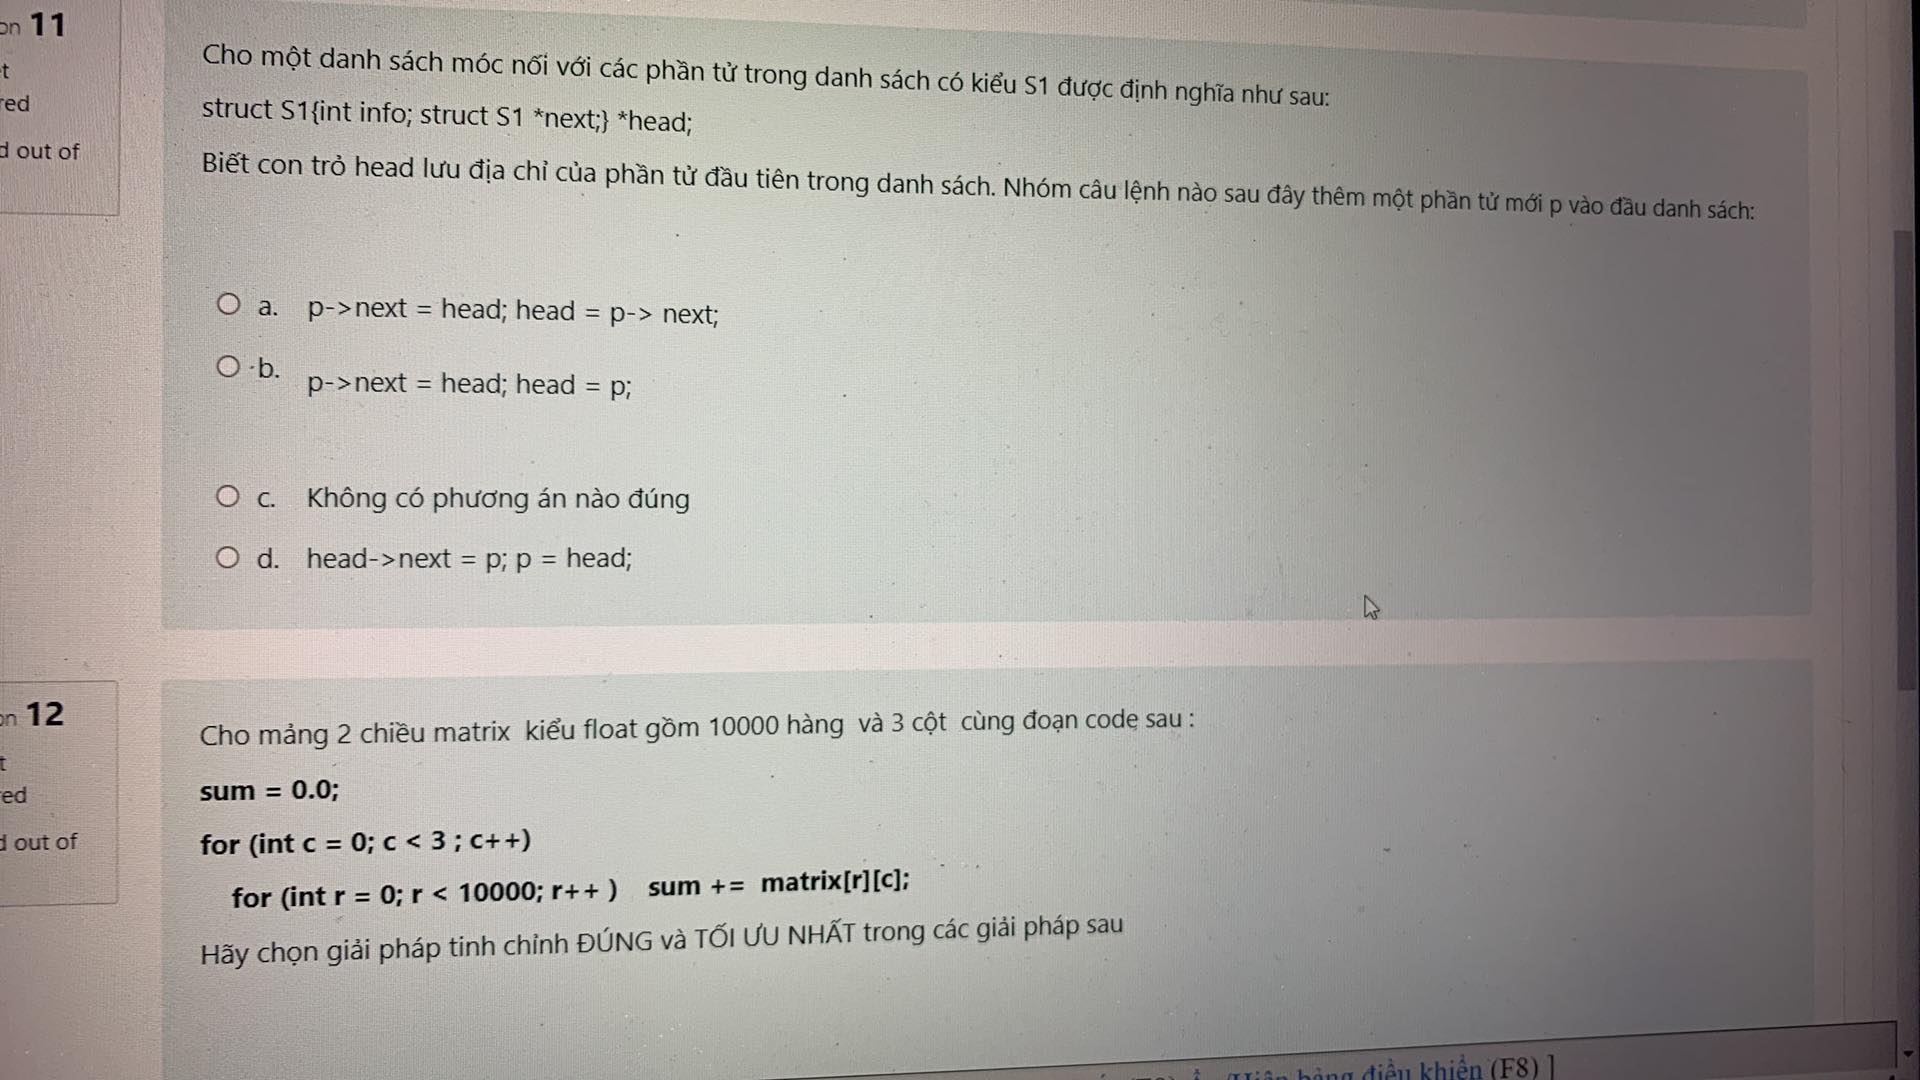 on 11
t
red
d out of
Cho một danh sách móc nối với các phần tử trong danh sách có kiểu S1 được định nghĩa như sau:
struct S1{int info; struct S1 *next;} *head;
Biết con trỏ head lưu địa chỉ của phần tử đầu tiên trong danh sách. Nhóm câu lệnh nào sau đây thêm một phần tử mới p vào đầu danh sách:
a. p->next = head; head = p-> next;
b. p->next = head; head = p;
c. Không có phương án nào đúng
d. head->next = p; p = head;
on 12
t
ed
d out of
Cho mảng 2 chiều matrix kiểu float gồm 10000 hàng và 3 cột cùng đoạn code sau :
sum = 0.0;
for (int c = 0; c < 3 ; c++)
for (int r = 0; r < 10000; r++ ) sum += matrix[r][c];
Hãy chọn giải pháp tinh chỉnh ĐÚNG và TỐI ƯU NHẤT trong các giải pháp sau
bảng điều khiển (F8) ]